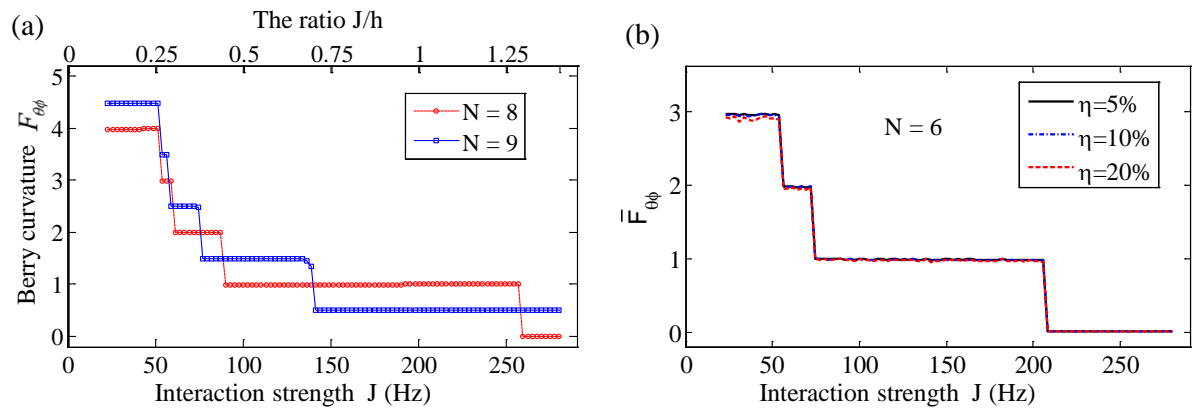 (a)
The ratio J/h
0 0.25 0.5 0.75 1 1.25
Berry curvature F_θϕ
5
4
3
2
1
0
N = 8
N = 9
0 50 100 150 200 250
Interaction strength J (Hz)
(b)
F̅_θϕ
3
2
1
0
N = 6
η=5%
η=10%
η=20%
0 50 100 150 200 250
Interaction strength J (Hz)